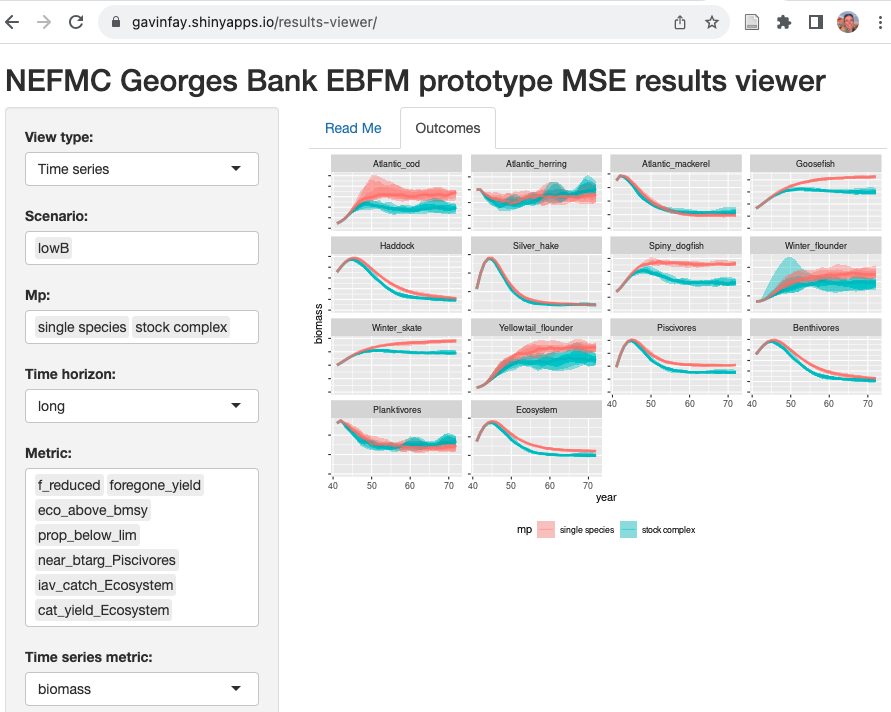 gavinfay.shinyapps.io/results-viewer/
NEFMC Georges Bank EBFM prototype MSE results viewer
View type:
Time series
Scenario:
lowB
Mp:
single species stock complex
Time horizon:
long
Metric:
f_reduced foregone_yield
eco_above_bmsy
prop_below_lim
near_btarg_Piscivores
iav_catch_Ecosystem
cat_yield_Ecosystem
Time series metric:
biomass
Read Me Outcomes
Atlantic_cod Atlantic_herring Atlantic_mackerel Goosefish
Haddock Silver_hake Spiny_dogfish Winter_flounder
Winter_skate Yellowtail_flounder Piscivores Benthivores
40 50 60 70 40 50 60 70
Planktivores Ecosystem
40 50 60 70 40 50 60 70
biomass
year
mp single species stock complex